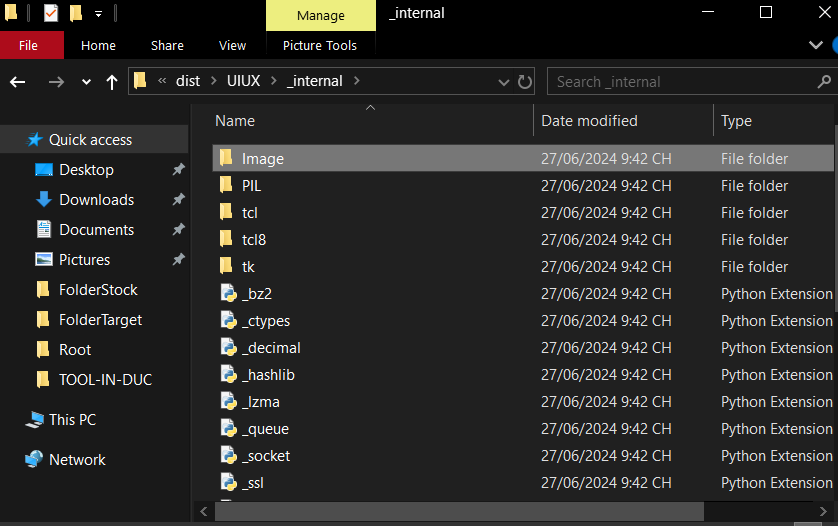 Manage
_internal
File
Home
Share
View
Picture Tools
« dist > UIUX > _internal >
Search _internal
Name
Date modified
Type
Quick access
Desktop
Downloads
Documents
Pictures
FolderStock
FolderTarget
Root
TOOL-IN-DUC
This PC
Network
Image 27/06/2024 9:42 CH File folder
PIL 27/06/2024 9:42 CH File folder
tcl 27/06/2024 9:42 CH File folder
tcl8 27/06/2024 9:42 CH File folder
tk 27/06/2024 9:42 CH File folder
_bz2 27/06/2024 9:42 CH Python Extension
_ctypes 27/06/2024 9:42 CH Python Extension
_decimal 27/06/2024 9:42 CH Python Extension
_hashlib 27/06/2024 9:42 CH Python Extension
_lzma 27/06/2024 9:42 CH Python Extension
_queue 27/06/2024 9:42 CH Python Extension
_socket 27/06/2024 9:42 CH Python Extension
_ssl 27/06/2024 9:42 CH Python Extension